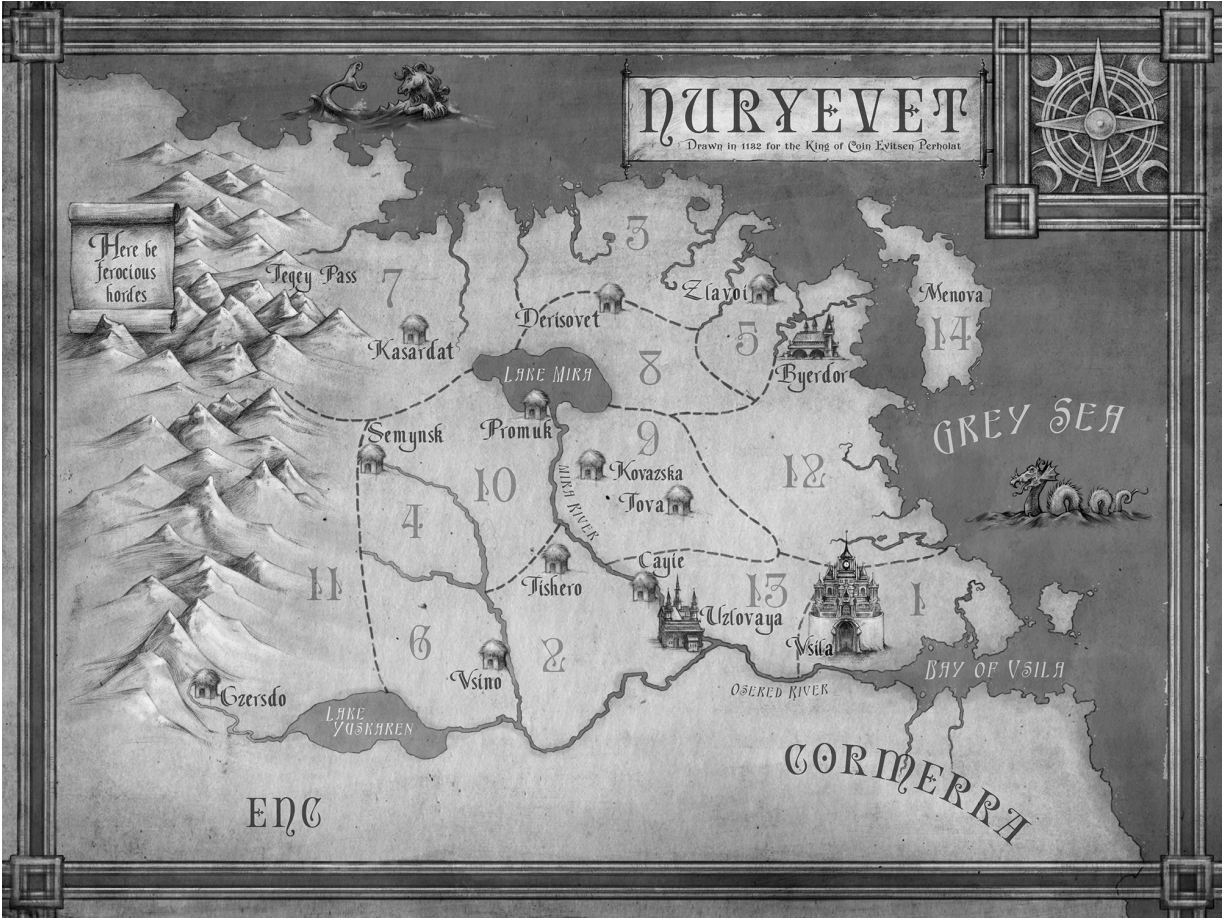 NURYEVET
Drawn in 1132 for the King of Coin Evitsen Perholat
Here be
ferocious
hordes
Tegey Pass
7
3
Zlavoi
Menova
14
Derisovet
5
Kasardat
Lake Mira
8
Byerdor
Grey Sea
Semynsk
Promuk
9
12
10
Kovazska
Tova
4
Mira River
Cayie
Tishero
11
13
1
Uzlovaya
6
2
Vsila
Vsino
Bay of Vsila
Czersdo
Osered River
Lake
Yuskaren
Cormerra
Enc